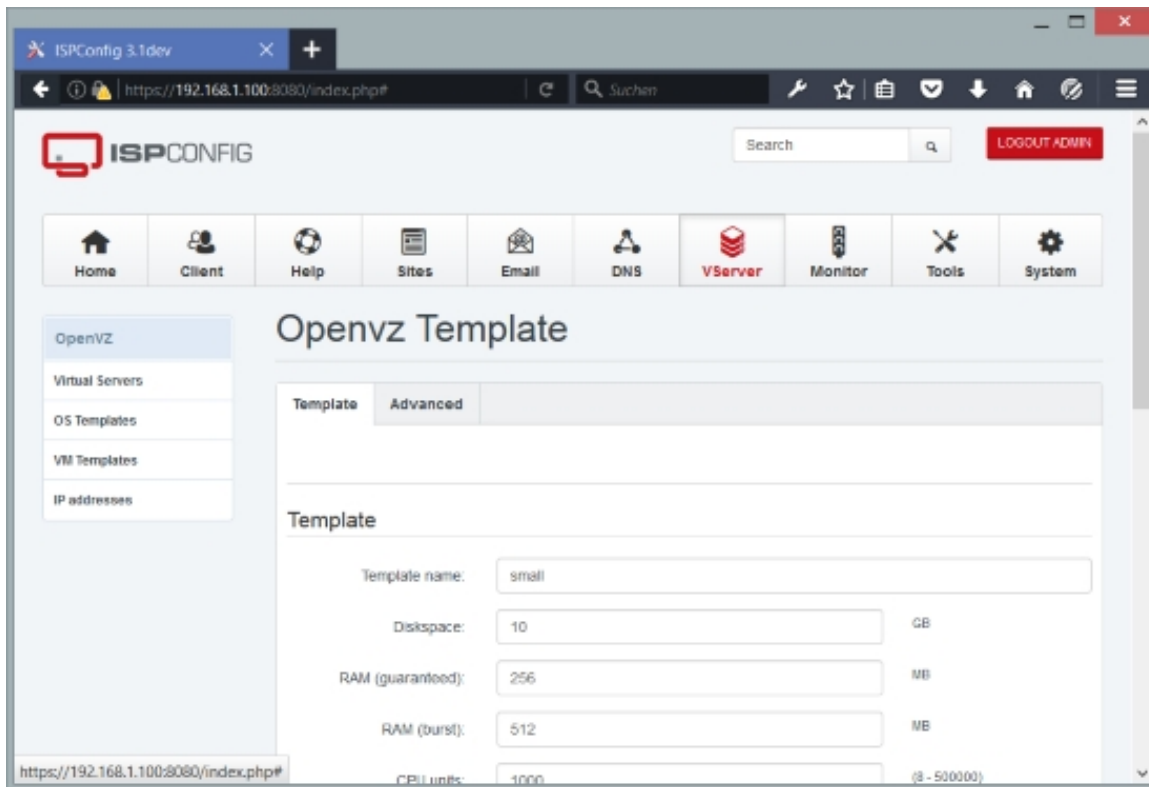 ISPConfig 3.1dev
https://192.168.1.100:8080/index.php#
Suchen
ISPCONFIG
Search
LOGOUT ADMIN
Home Client Help Sites Email DNS VServer Monitor Tools System
OpenVZ
Virtual Servers
OS Templates
VM Templates
IP addresses
Openvz Template
Template Advanced
Template
Template name: small
Diskspace: 10 GB
RAM (guaranteed): 256 MB
RAM (burst): 512 MB
CPU units: 1000 (8 - 500000)
https://192.168.1.100:8080/index.php#